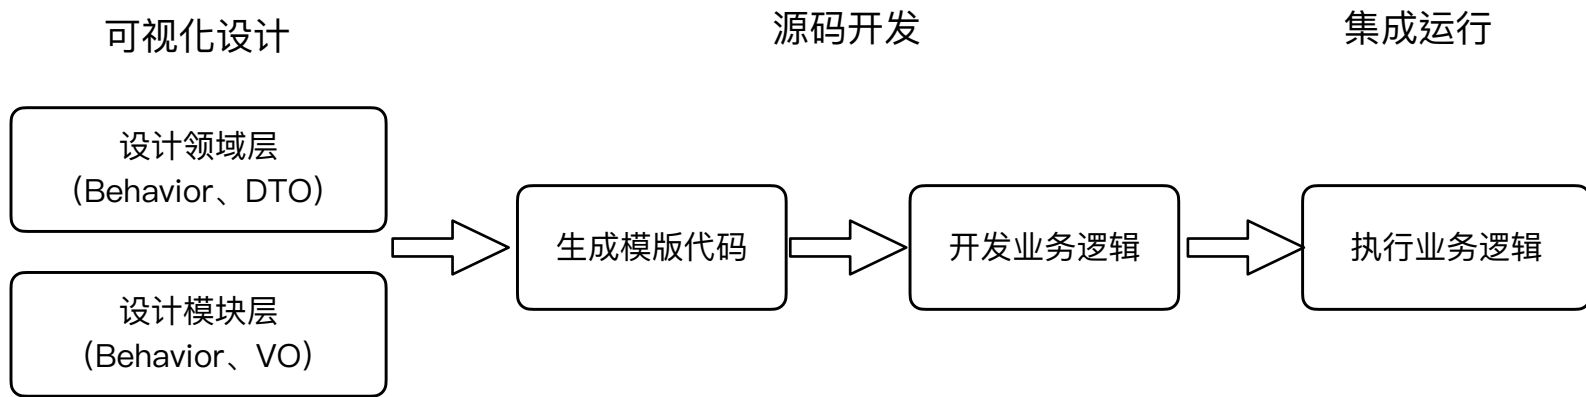 可视化设计
源码开发
集成运行
设计领域层
（Behavior、DTO）
设计模块层
（Behavior、VO）
生成模版代码
开发业务逻辑
执行业务逻辑